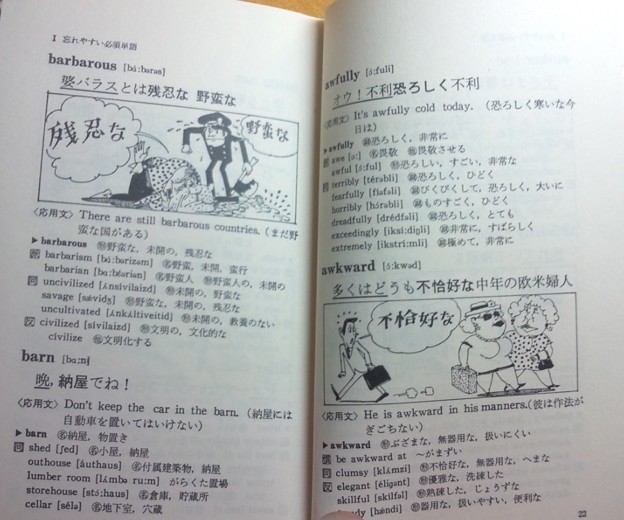 I 忘れやすい必須単語
barbarous [bá:bərəs]
婆バラスとは残忍な 野蛮な
残忍な
野蛮な
〈応用文〉 There are still barbarous countries. (まだ野
蛮な国がある)
▶barbarous ㊒野蛮な、未開の、残忍な
barbarism [bá:bərizəm] ㊔野蛮,未開,蛮行
barbarian [ba:bɛ́əriən] ㊔野蛮人 ㊒野蛮人の,未開の
同 uncivilized [ʌnsívilaizd] ㊒未開の,野蛮な
savage [sǽvidʒ] ㊒野蛮な、未開の、残忍な
uncultivated [ʌnkʌ́ltiveitid] ㊒未開の、教養のない
反 civilized [sívilaizd] ㊒文明の,文化的な
civilize 文明化する
barn [bɑ:n]
晩,納屋でね!
〈応用文〉 Don't keep the car in the barn. (納屋には
自動車を置いてはいけない)
▶barn ㊔納屋,物置き
同 shed [ʃed] ㊔小屋,納屋
outhouse [áuthaus] ㊔付属建築物,納屋
lumber room [lʌ́mbə ru:m] がらくた置場
storehouse [stɔ́:haus] ㊔倉庫,貯蔵所
cellar [sélə] ㊔地下室,穴蔵
awfully [ɔ́:fuli]
オウ!不利恐ろしく不利
〈応用文〉 It's awfully cold today. (恐ろしく寒いな今
日は)
▶awfully 恐ろしく,非常に
awe [ɔ:] ㊔畏敬 畏敬させる
awful [ɔ́:ful] 恐ろしい,すごい,非常な
同 terribly [térəbli] 恐ろしく,ひどく
fearfully [fíəfəli] びくびくして,恐ろしく,大いに
horribly [hɔ́rəbli] ものすごく,ひどく
dreadfully [drédfəli] 恐ろしく,とても
exceedingly [iksí:diŋli] 非常に,すばらしく
extremely [ikstrí:mli] 極めて,非常に
awkward [ɔ́:kwəd]
多くはどうも不恰好な中年の欧米婦人
不恰好な
〈応用文〉 He is awkward in his manners.(彼は作法が
ぎごちない)
▶awkward ㊒ぶざまな,無器用な,扱いにくい
be awkward at ～がまずい
同 clumsy [klʌ́mzi] ㊒不恰好な,無器用な,へまな
反 elegant [éligənt] ㊒優雅な,洗練した
skillful [skílfəl] ㊒熟練した,じょうずな
[hǽndi] ㊒器用な,扱いやすい,便利な
22